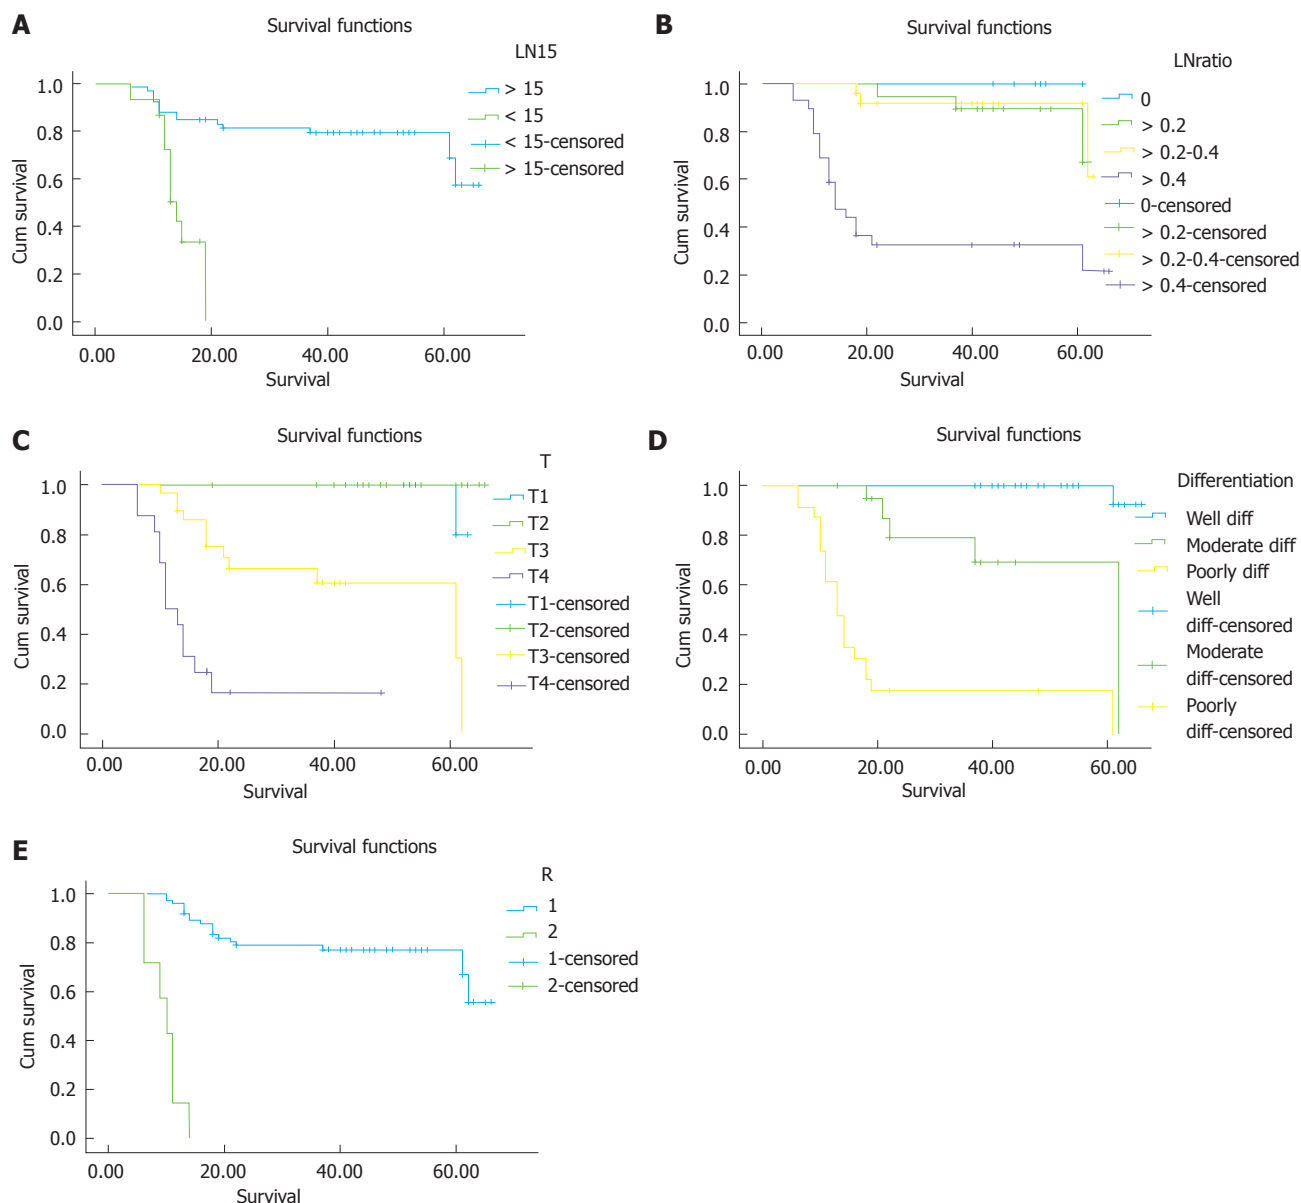 A
Survival functions
LN15
> 15
< 15
< 15-censored
> 15-censored
Cum survival
1.0
0.8
0.6
0.4
0.2
0.0
0.00 20.00 40.00 60.00
Survival
B
Survival functions
LNratio
0
> 0.2
> 0.2-0.4
> 0.4
0-censored
> 0.2-censored
> 0.2-0.4-censored
> 0.4-censored
Cum survival
1.0
0.8
0.6
0.4
0.2
0.0
0.00 20.00 40.00 60.00
Survival
C
Survival functions
T
T1
T2
T3
T4
T1-censored
T2-censored
T3-censored
T4-censored
Cum survival
1.0
0.8
0.6
0.4
0.2
0.0
0.00 20.00 40.00 60.00
Survival
D
Survival functions
Differentiation
Well diff
Moderate diff
Poorly diff
Well
diff-censored
Moderate
diff-censored
Poorly
diff-censored
Cum survival
1.0
0.8
0.6
0.4
0.2
0.0
0.00 20.00 40.00 60.00
Survival
E
Survival functions
R
1
2
1-censored
2-censored
Cum survival
1.0
0.8
0.6
0.4
0.2
0.0
0.00 20.00 40.00 60.00
Survival